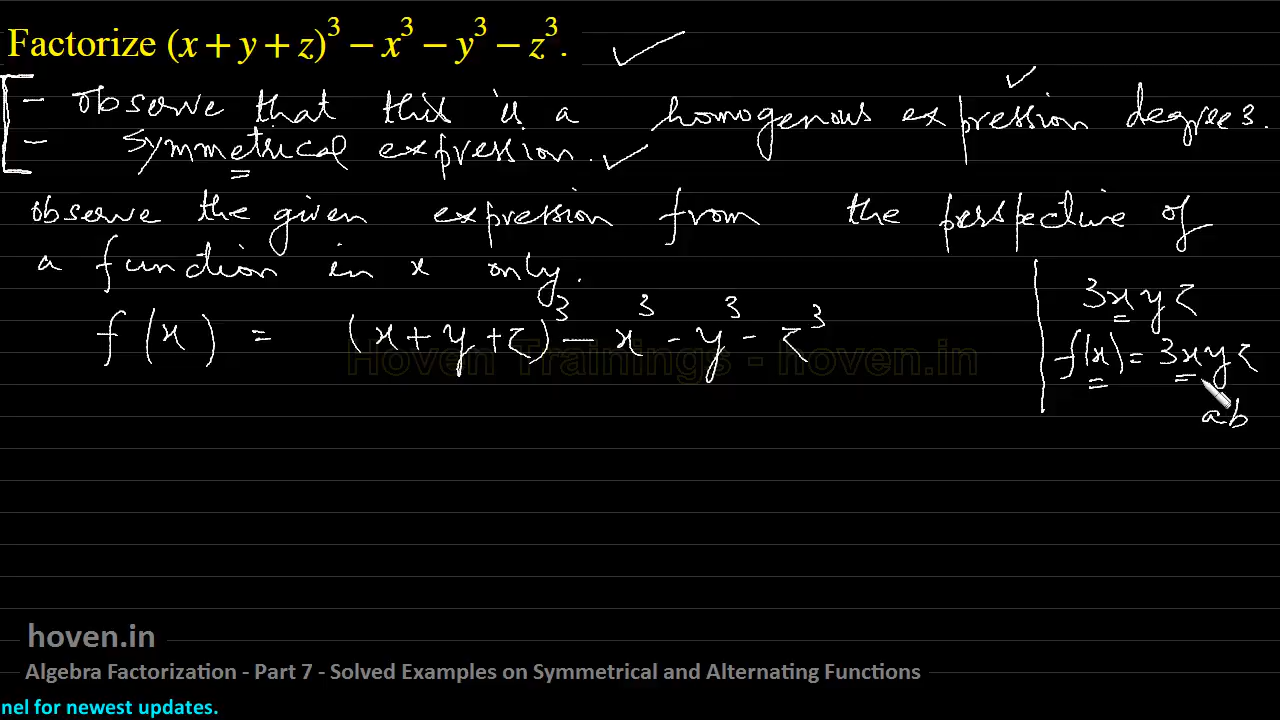 Factorize (x + y + z)³ − x³ − y³ − z³.
- observe that this is a homogenous expression degree 3.
- symmetrical expression.
observe the given expression from the perspective of
a function in x only.
f(x) = (x + y + z)³ − x³ − y³ − z³
3xyz
f(x) = 3xyz
ab
Hoven Trainings - hoven.in
hoven.in
Algebra Factorization - Part 7 - Solved Examples on Symmetrical and Alternating Functions
nel for newest updates.